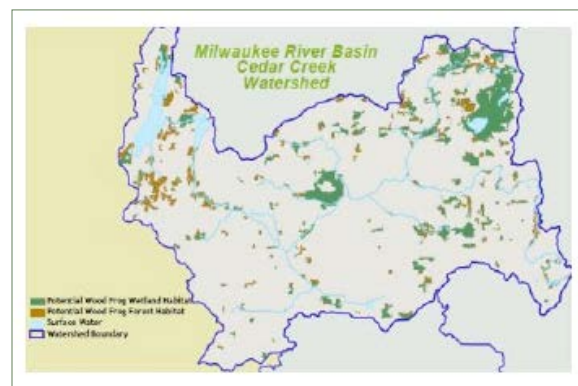 Milwaukee River Basin
Cedar Creek
Watershed
Potential Wood Frog Wetland Habitat
Potential Wood Frog Forest Habitat
Surface Water
Watershed Boundary